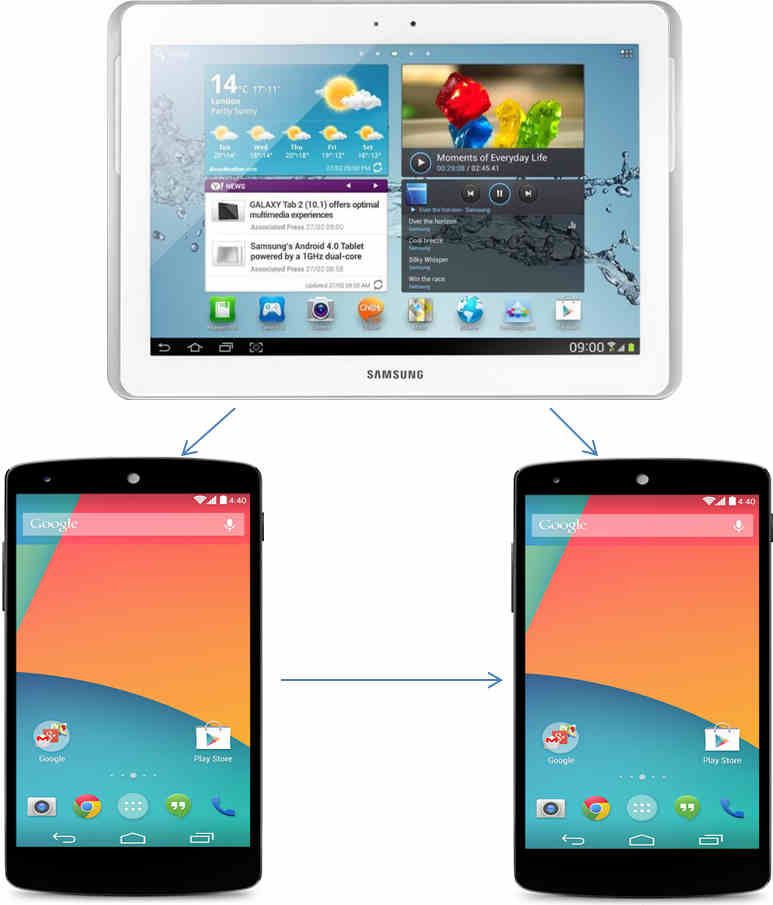 14°C 17°·11°
London
Partly Sunny
Tue Wed Thu Fri Sat
20°/14° 18°/14° 20°/18° 19°/12° 16°/12°
Moments of Everyday Life
00:29:08 / 02:45:41
Y! NEWS
GALAXY Tab 2 (10.1) offers optimal
multimedia experiences
Associated Press 27/02 09:00
Samsung's Android 4.0 Tablet
powered by a 1GHz dual-core
Associated Press 27/02 08:58
Updated 27/02 09:00 AM
Over the horizon - Samsung
Over the horizon
Samsung
Cool breeze
Samsung
Silky Whisper
Samsung
Win the race
Samsung
09:00
SAMSUNG
4:40
Google
Google
Play Store
4:40
Google
Google
Play Store